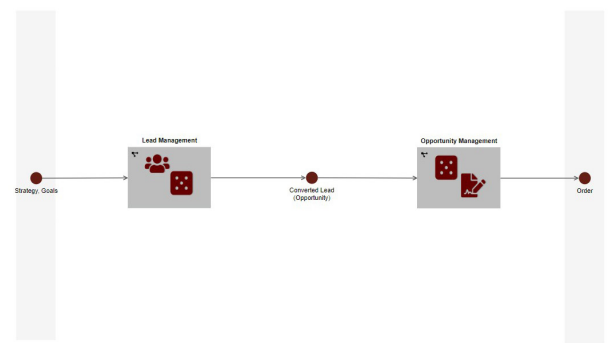 Lead Management
Opportunity Management
Strategy, Goals
Converted Lead
(Opportunity)
Order